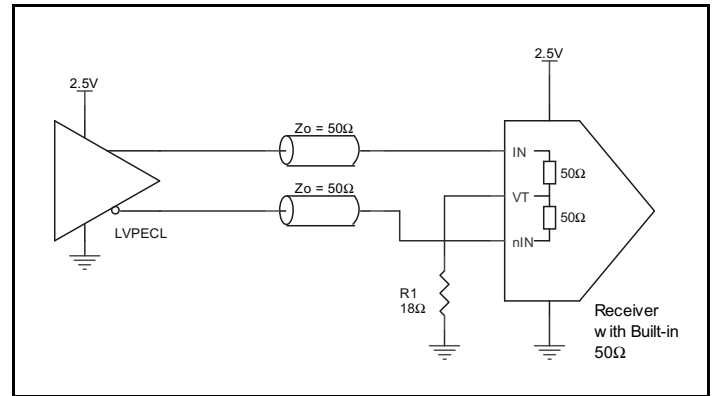 2.5V
2.5V
Zo = 50Ω
IN
50Ω
Zo = 50Ω
VT
50Ω
nIN
LVPECL
R1
18Ω
Receiver
with Built-in
50Ω